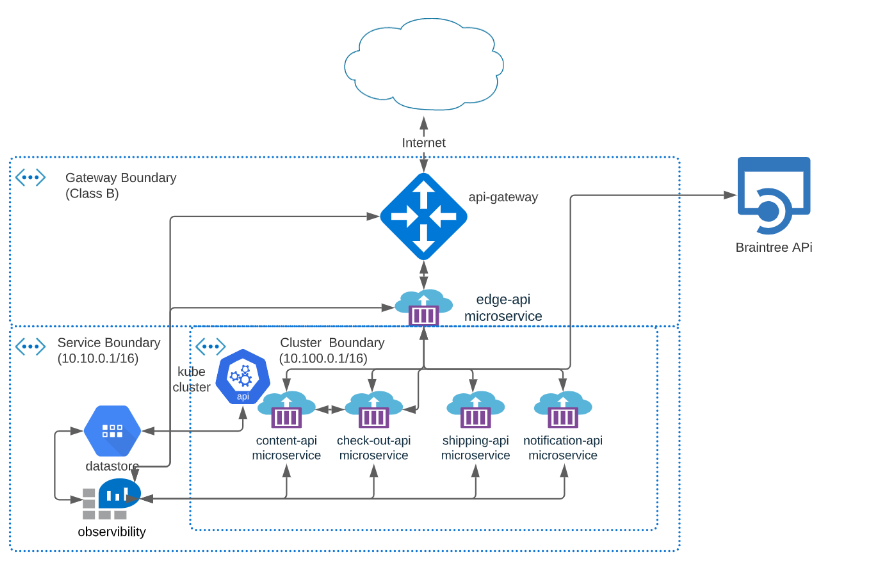 Internet
Gateway Boundary
(Class B)
api-gateway
Braintree APi
edge-api
microservice
Service Boundary
(10.10.0.1/16)
Cluster Boundary
(10.100.0.1/16)
kube
cluster
api
content-api
microservice
check-out-api
microservice
shipping-api
microservice
notification-api
microservice
datastore
observibility